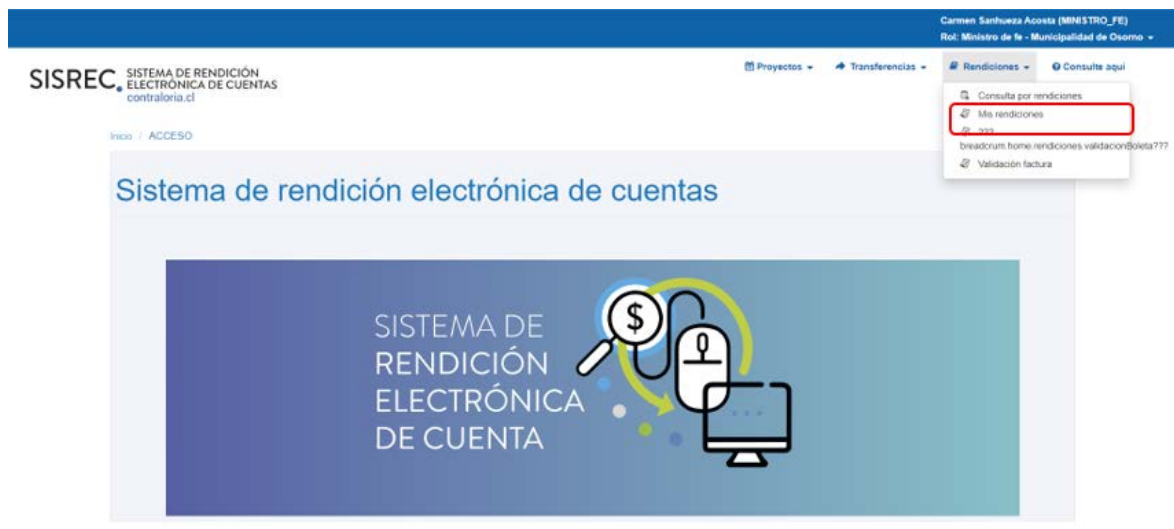 Carmen Sanhueza Acosta (MINISTRO_FE)
Rol: Ministro de fe - Municipalidad de Osorno
SISREC. SISTEMA DE RENDICIÓN
ELECTRÓNICA DE CUENTAS
contraloria.cl
Proyectos
Transferencias
Rendiciones
Consulte aquí
Consulta por rendiciones
Mis rendiciones
???
breadcrum.home.rendiciones.validacionBoleta???
Validación factura
Inicio / ACCESO
Sistema de rendición electrónica de cuentas
SISTEMA DE
RENDICIÓN
ELECTRÓNICA
DE CUENTA
$